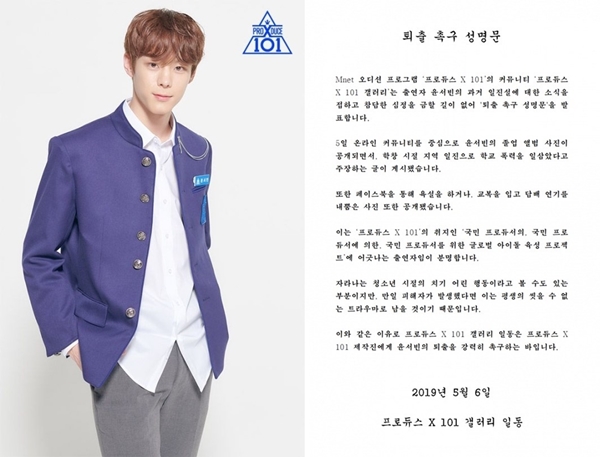 PRODUCE
X
101
퇴출 촉구 성명문
Mnet 오디션 프로그램 '프로듀스 X 101'의 커뮤니티 '프로듀스
X 101 갤러리'는 출연자 윤서빈의 과거 일진설에 대한 소식을
접하고 참담한 심정을 금할 길이 없어 '퇴출 촉구 성명문'을 발
표합니다.
5일 온라인 커뮤니티를 중심으로 윤서빈의 졸업 앨범 사진이
공개되면서, 학창 시절 지역 일진으로 학교 폭력을 일삼았다고
주장하는 글이 게시됐습니다.
또한 페이스북을 통해 욕설을 하거나, 교복을 입고 담배 연기를
내뿜은 사진 또한 공개했습니다.
이는 '프로듀스 X 101'의 취지인 '국민 프로듀서의, 국민 프로
듀서에 의한, 국민 프로듀서를 위한 글로벌 아이돌 육성 프로젝
트'에 어긋나는 출연자임이 분명합니다.
자라나는 청소년 시절의 치기 어린 행동이라고 볼 수도 있는
부분이지만, 만일 피해자가 발생했다면 이는 평생의 씻을 수 없
는 트라우마로 남을 것이기 때문입니다.
이와 같은 이유로 프로듀스 X 101 갤러리 일동은 프로듀스 X
101 제작진에게 윤서빈의 퇴출을 강력히 촉구하는 바입니다.
2019년 5월 6일
프로듀스 X 101 갤러리 일동